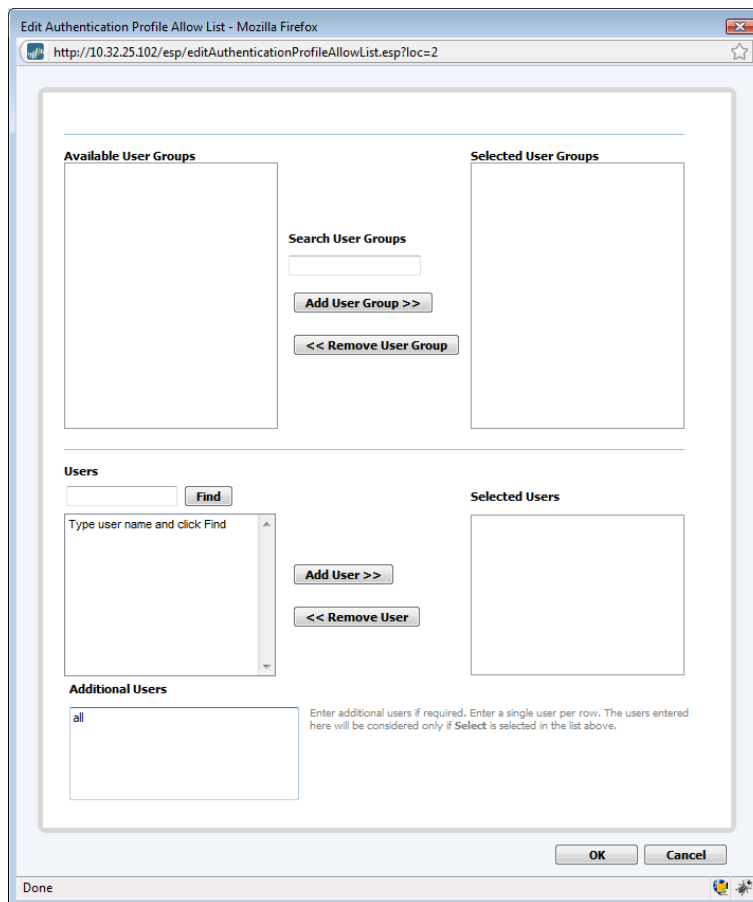 Edit Authentication Profile Allow List - Mozilla Firefox
http://10.32.25.102/esp/editAuthenticationProfileAllowList.esp?loc=2
Available User Groups
Selected User Groups
Search User Groups
Add User Group >>
<< Remove User Group
Users
Find
Selected Users
Type user name and click Find
Add User >>
<< Remove User
Additional Users
all
Enter additional users if required. Enter a single user per row. The users entered
here will be considered only if Select is selected in the list above.
OK
Cancel
Done